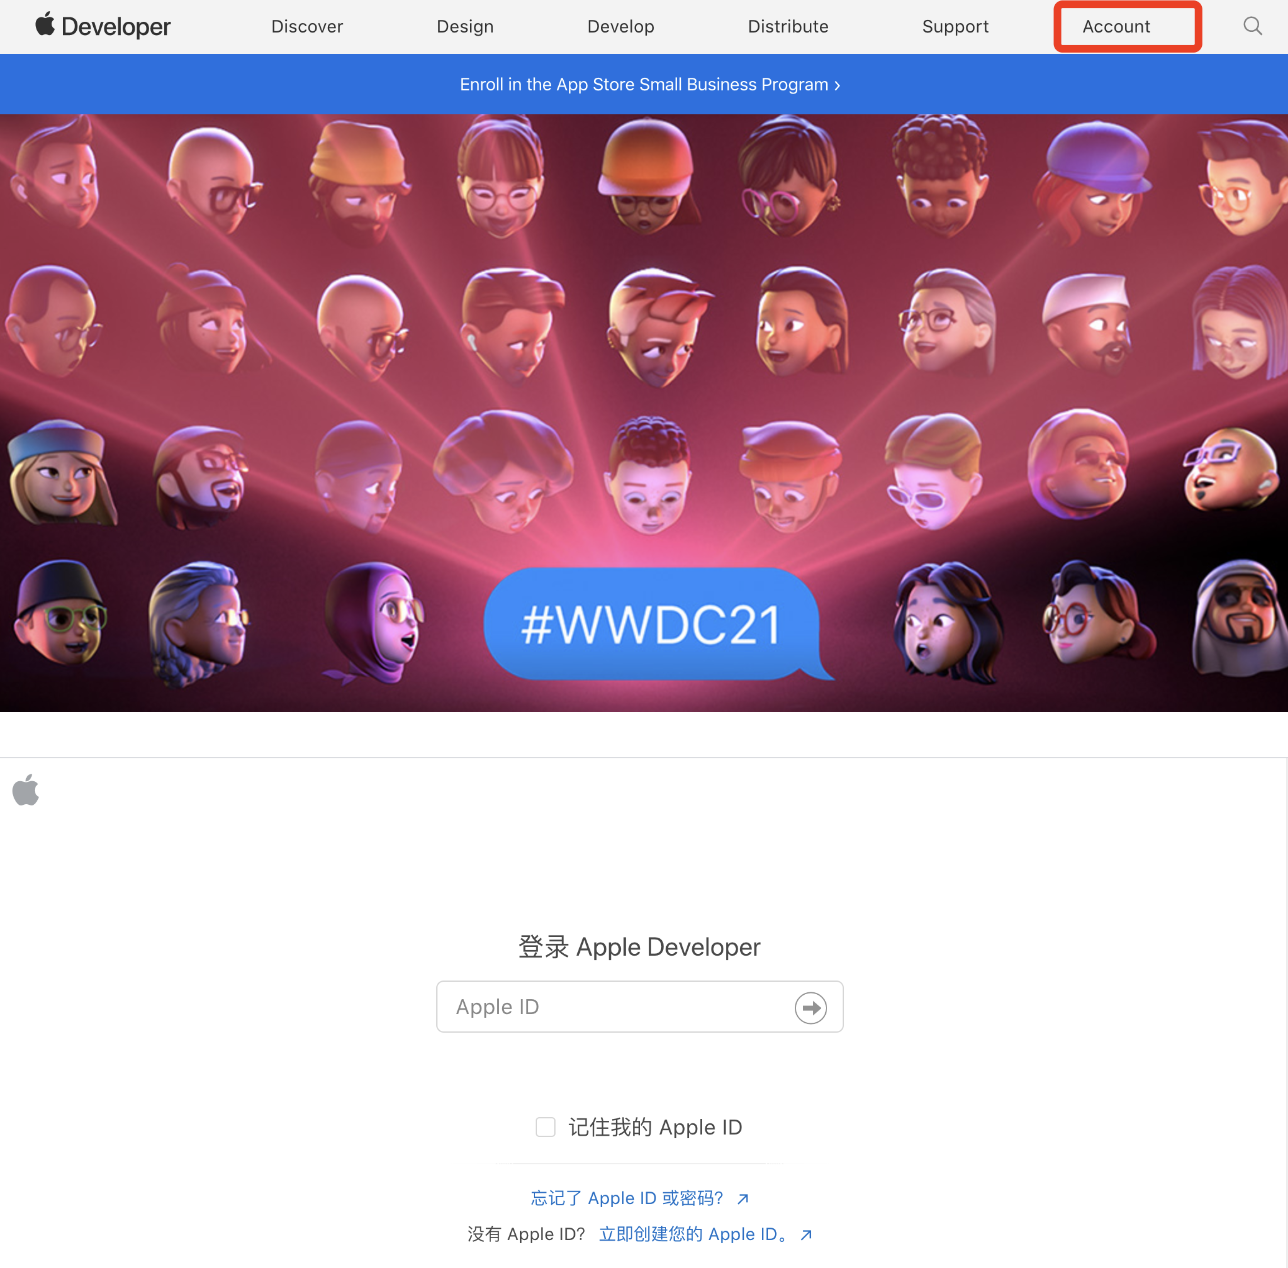 Developer Discover Design Develop Distribute Support Account
Enroll in the App Store Small Business Program ›
#WWDC21
登录 Apple Developer
Apple ID
记住我的 Apple ID
忘记了 Apple ID 或密码? ↗
没有 Apple ID? 立即创建您的 Apple ID。 ↗